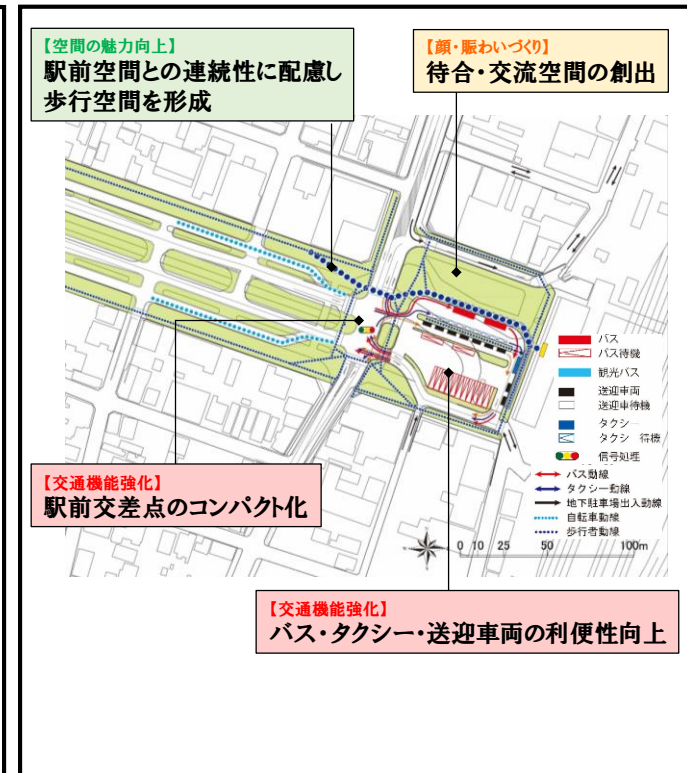 【空間の魅力向上】
駅前空間との連続性に配慮し
歩行空間を形成
【顔・賑わいづくり】
待合・交流空間の創出
バス
バス待機
観光バス
送迎車両
送迎車待機
タクシー
タクシー待機
信号処理
バス動線
タクシー動線
地下駐車場出入動線
自転車動線
歩行者動線
0 10 25 50 100m
【交通機能強化】
駅前交差点のコンパクト化
【交通機能強化】
バス・タクシー・送迎車両の利便性向上